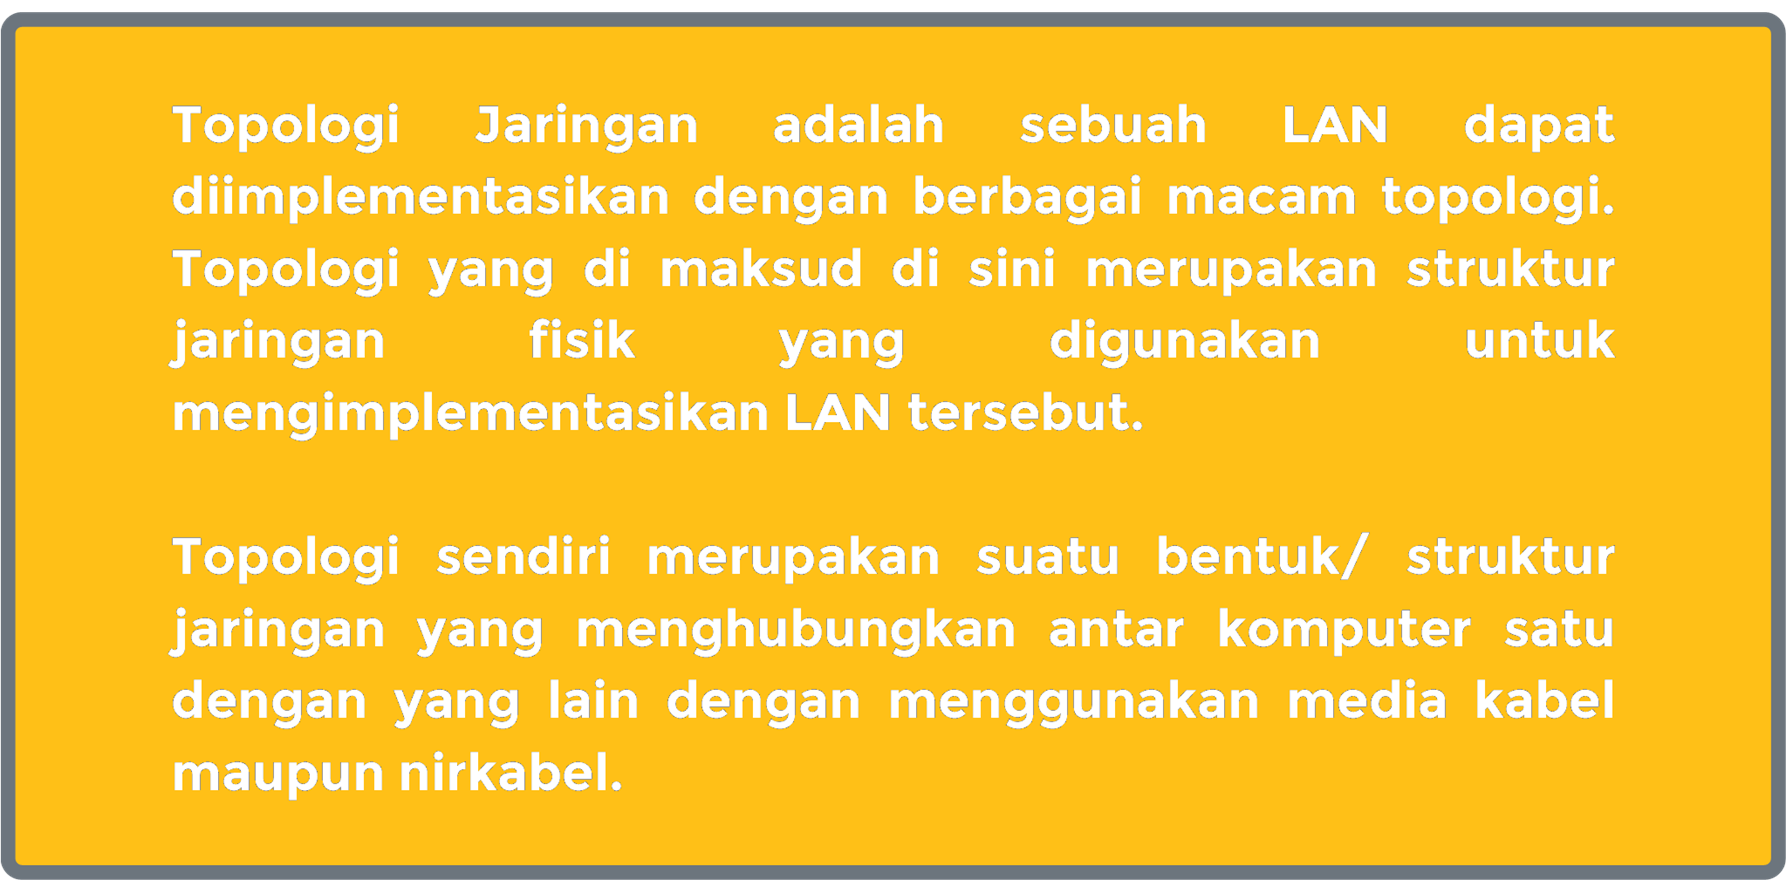 Topologi Jaringan adalah sebuah LAN dapat
diimplementasikan dengan berbagai macam topologi.
Topologi yang di maksud di sini merupakan struktur
jaringan fisik yang digunakan untuk
mengimplementasikan LAN tersebut.
Topologi sendiri merupakan suatu bentuk/ struktur
jaringan yang menghubungkan antar komputer satu
dengan yang lain dengan menggunakan media kabel
maupun nirkabel.